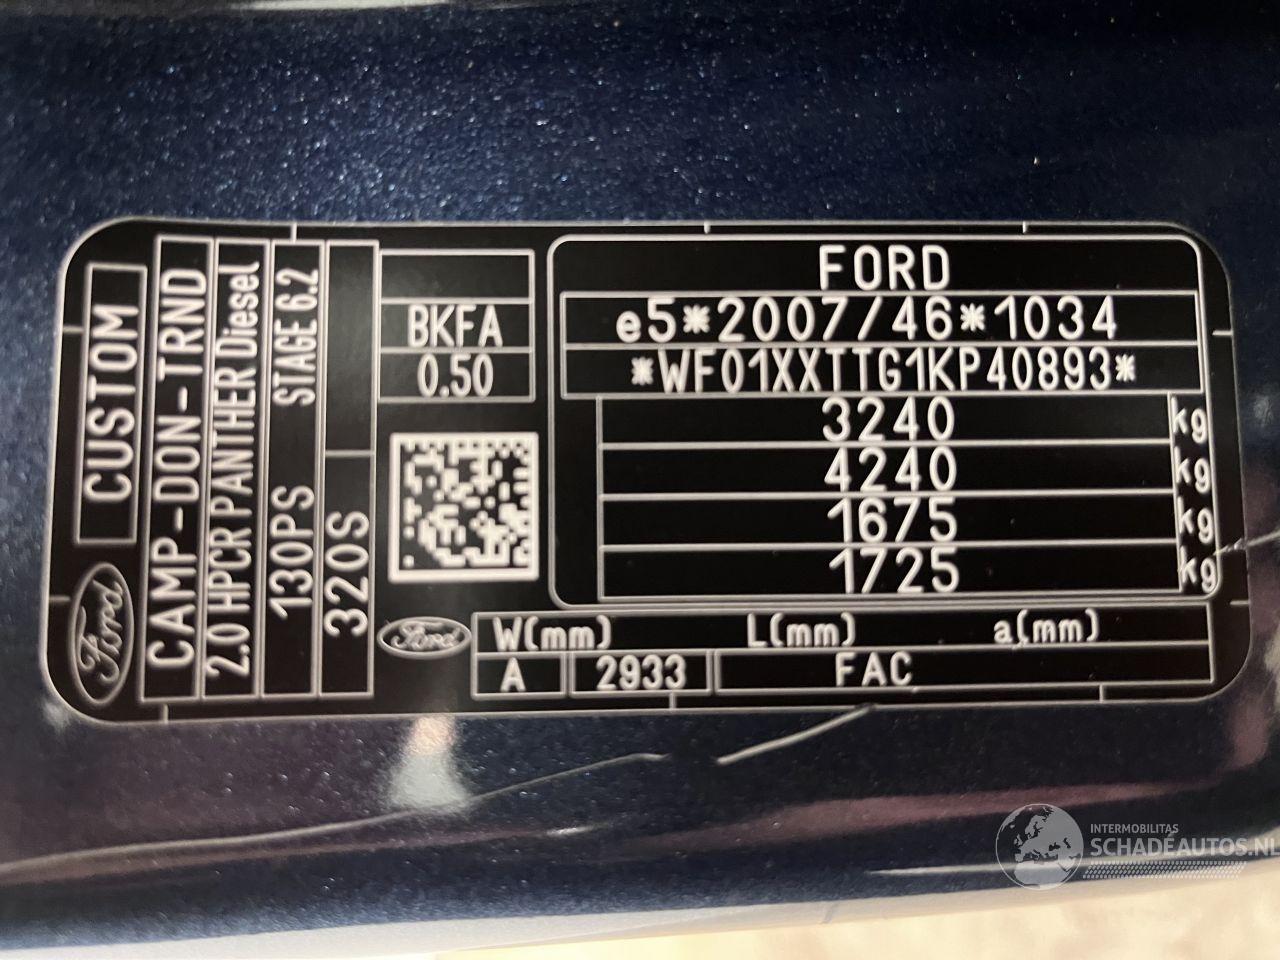 CUSTOM
CAMP-DON-TRND
2.0 HPCR PANTHER Diesel
130PS STAGE 6.2
320S
Ford
BKFA
0.50
Ford
FORD
e5*2007/46*1034
*WF01XXTTG1KP40893*
3240 kg
4240 kg
1675 kg
1725 kg
W(mm) L(mm) a(mm)
A 2933 FAC
INTERMOBILITAS
SCHADEAUTOS.NL